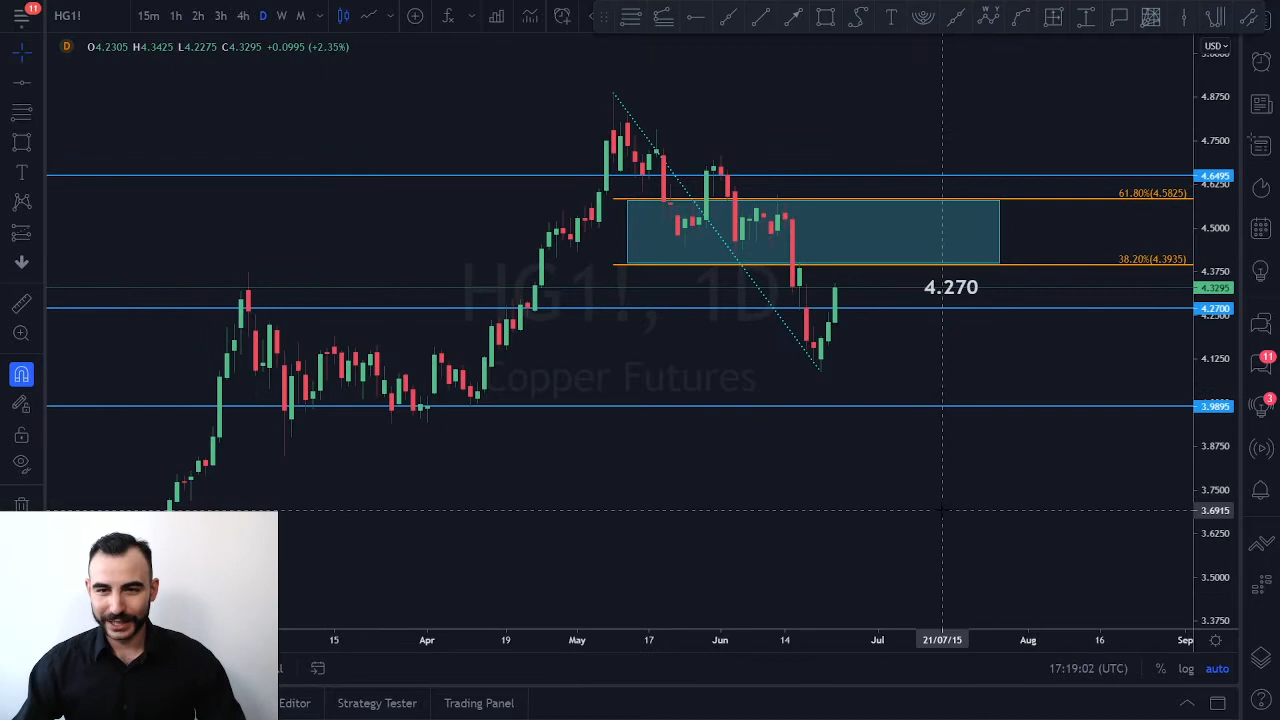 11
HG1!
15m 1h 2h 3h 4h D W M
D O4.2305 H4.3425 L4.2275 C4.3295 +0.0995 (+2.35%)
USD
4.8750
4.7500
4.6495
4.6250
61.80%(4.5825)
4.5000
38.20%(4.3935)
4.3750
4.270
4.3295
4.2700
4.2500
HG1!, 1D
Copper Futures
4.1250
11
3
3.9895
3.8750
3.7500
3.6915
3.6250
3.5000
3.3750
15 Apr 19 May 17 Jun 14 Jul 21/07/15 Aug 16 Sep
17:19:02 (UTC) % log auto
Editor Strategy Tester Trading Panel